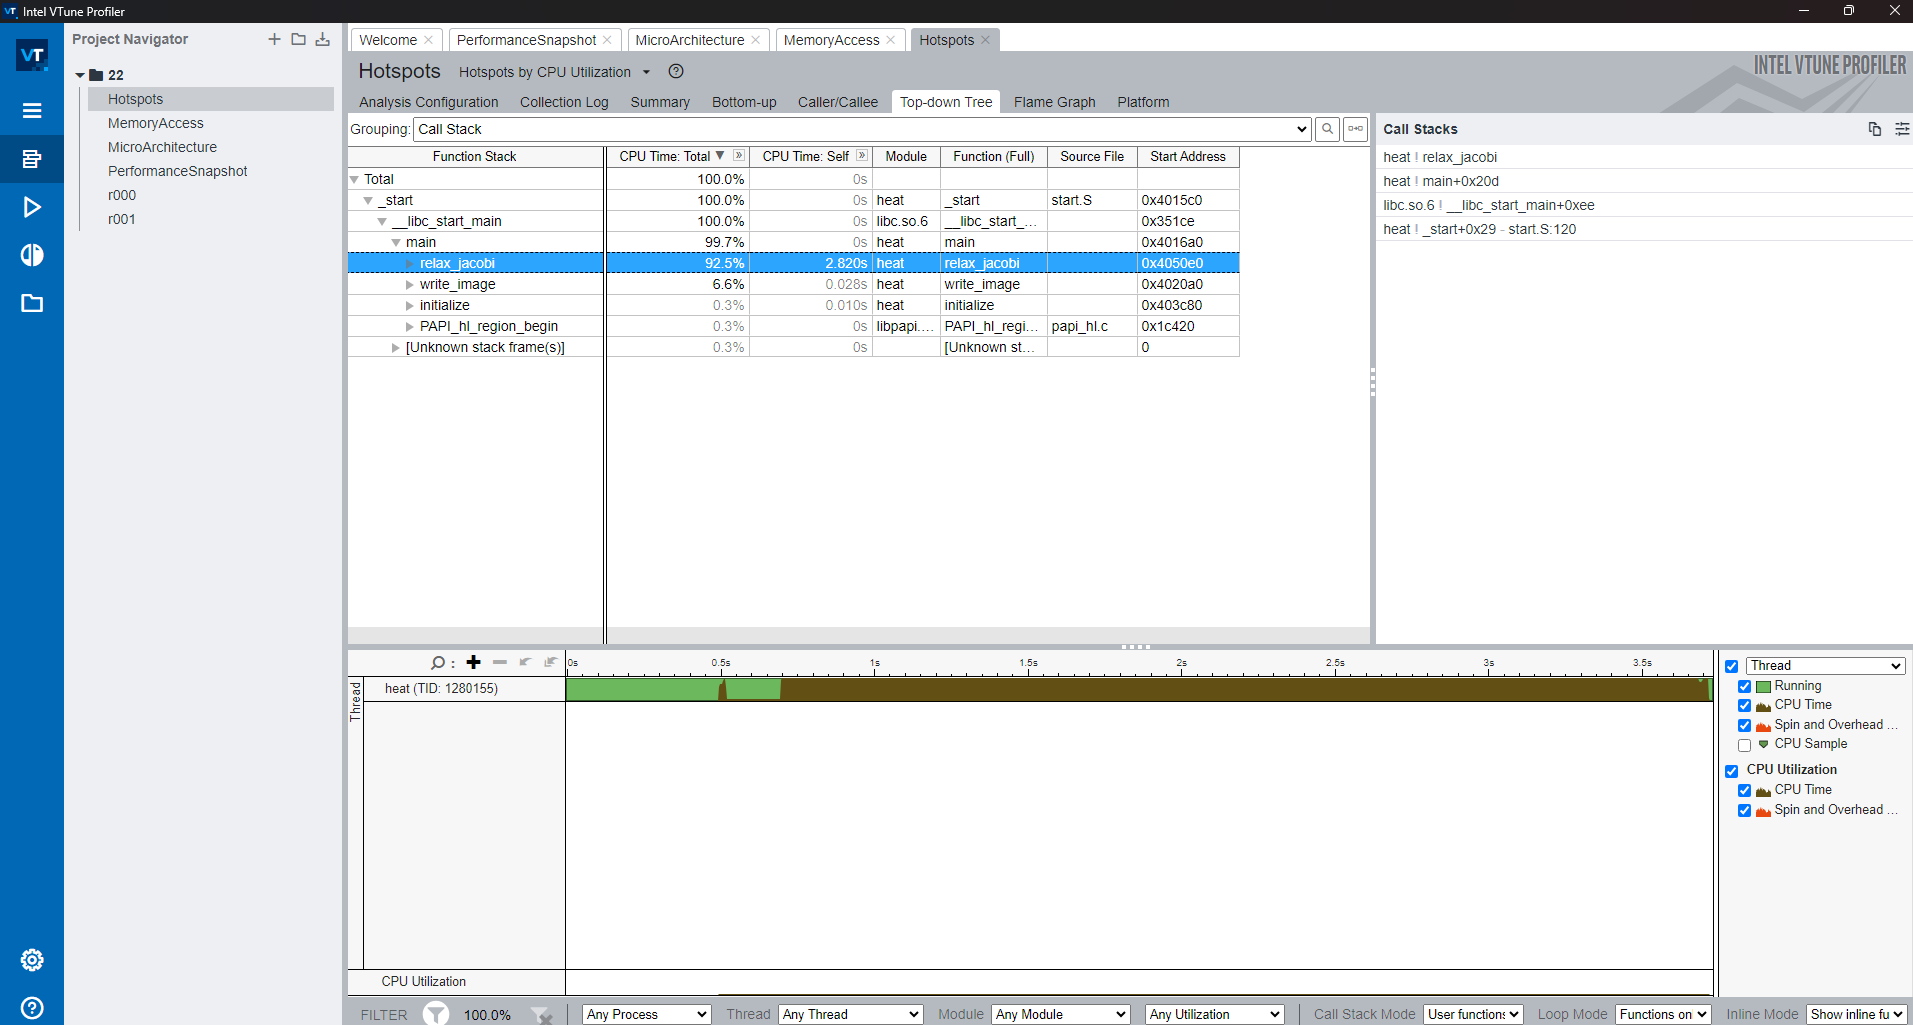 Intel VTune Profiler
VT
Project Navigator
22
Hotspots
MemoryAccess
MicroArchitecture
PerformanceSnapshot
r000
r001
Welcome
PerformanceSnapshot
MicroArchitecture
MemoryAccess
Hotspots
Hotspots Hotspots by CPU Utilization
INTEL VTUNE PROFILER
Analysis Configuration Collection Log Summary Bottom-up Caller/Callee Top-down Tree Flame Graph Platform
Grouping: Call Stack
Function Stack CPU Time: Total CPU Time: Self Module Function (Full) Source File Start Address
Total 100.0% 0s
_start 100.0% 0s heat _start start.S 0x4015c0
__libc_start_main 100.0% 0s libc.so.6 __libc_start_... 0x351ce
main 99.7% 0s heat main 0x4016a0
relax_jacobi 92.5% 2.820s heat relax_jacobi 0x4050e0
write_image 6.6% 0.028s heat write_image 0x4020a0
initialize 0.3% 0.010s heat initialize 0x403c80
PAPI_hl_region_begin 0.3% 0s libpapi.... PAPI_hl_regi... papi_hl.c 0x1c420
[Unknown stack frame(s)] 0.3% 0s [Unknown st... 0
Call Stacks
heat ! relax_jacobi
heat ! main+0x20d
libc.so.6 ! __libc_start_main+0xee
heat ! _start+0x29 - start.S:120
0s 0.5s 1s 1.5s 2s 2.5s 3s 3.5s
Thread
heat (TID: 1280155)
CPU Utilization
Thread
Running
CPU Time
Spin and Overhead ...
CPU Sample
CPU Utilization
CPU Time
Spin and Overhead ...
FILTER 100.0% Any Process Thread Any Thread Module Any Module Any Utilization Call Stack Mode User functions Loop Mode Functions on Inline Mode Show inline fu